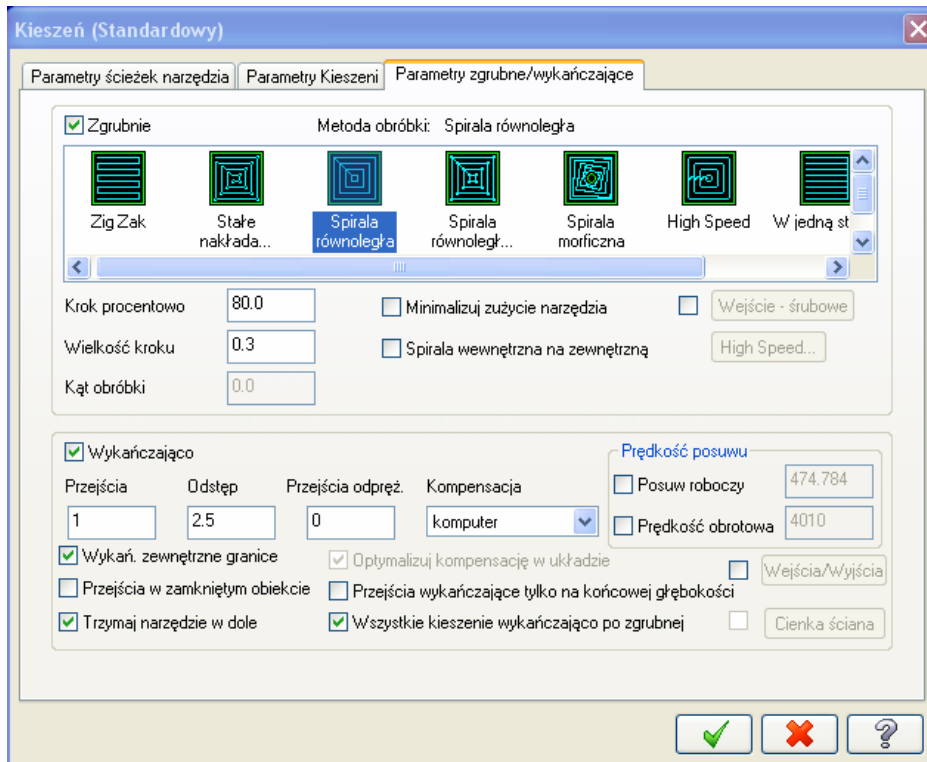 Kieszeń (Standardowy)
Parametry ścieżek narzędzia Parametry Kieszeni Parametry zgrubne/wykańczające
Zgrubnie Metoda obróbki: Spirala równoległa
Zig Zak Stałe nakłada... Spirala równoległa Spirala równoległ... Spirala morficzna High Speed W jedną st
Krok procentowo 80.0 Minimalizuj zużycie narzędzia Wejście - śrubowe
Wielkość kroku 0.3 Spirala wewnętrzna na zewnętrzną High Speed...
Kąt obróbki 0.0
Wykańczająco Prędkość posuwu
Przejścia Odstęp Przejścia odpręż. Kompensacja Posuw roboczy 474.784
1 2.5 0 komputer Prędkość obrotowa 4010
Wykań. zewnętrzne granice Optymalizuj kompensację w układzie Wejścia/Wyjścia
Przejścia w zamkniętym obiekcie Przejścia wykańczające tylko na końcowej głębokości
Trzymaj narzędzie w dole Wszystkie kieszenie wykańczająco po zgrubnej Cienka ściana